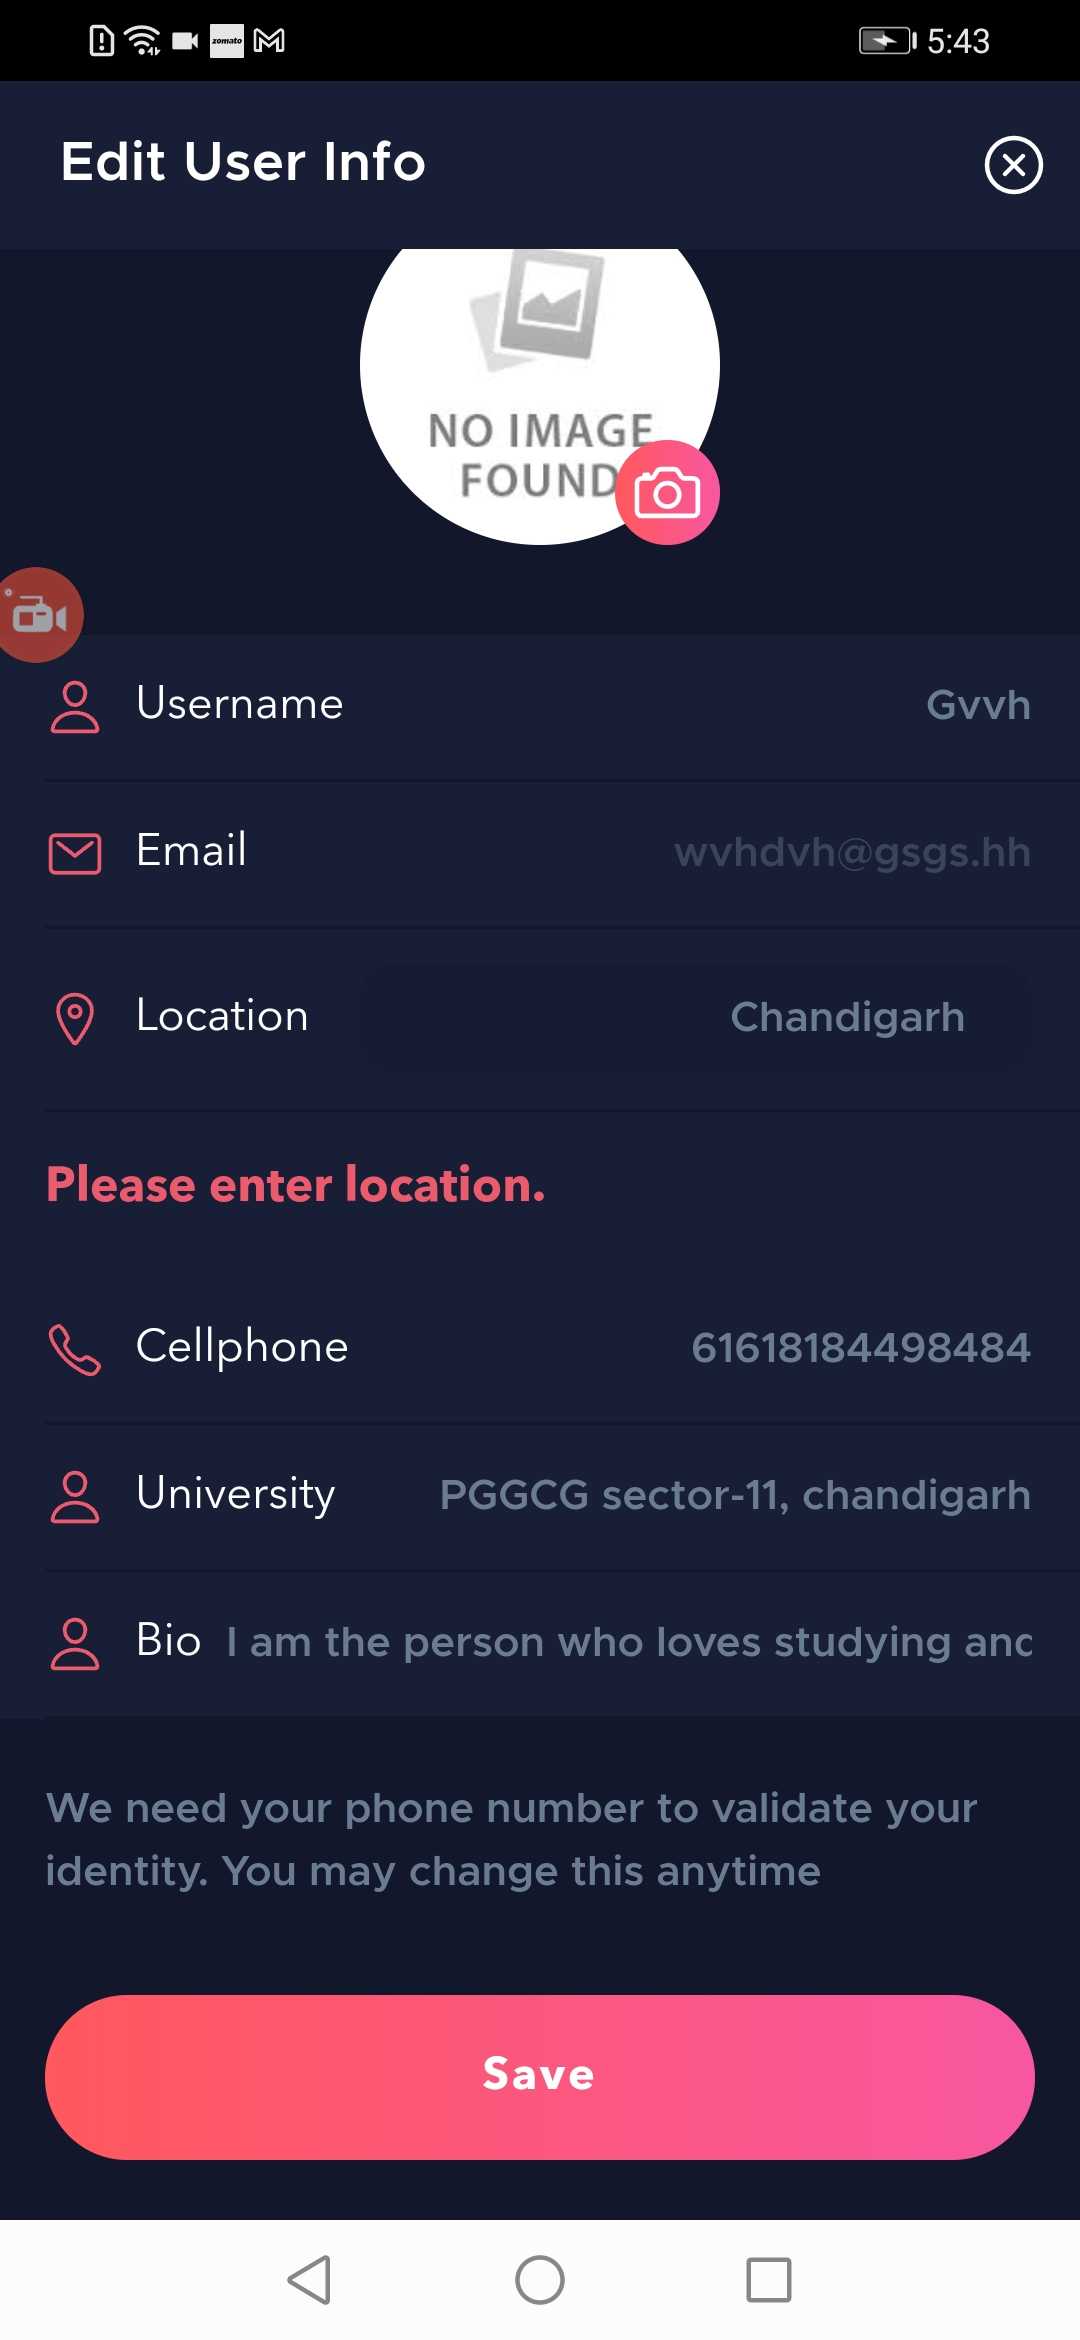 zomato
5:43
Edit User Info
NO IMAGE
FOUND
Username Gvvh
Email wvhdvh@gsgs.hh
Location Chandigarh
Please enter location.
Cellphone 61618184498484
University PGGCG sector-11, chandigarh
Bio I am the person who loves studying and
We need your phone number to validate your
identity. You may change this anytime
Save